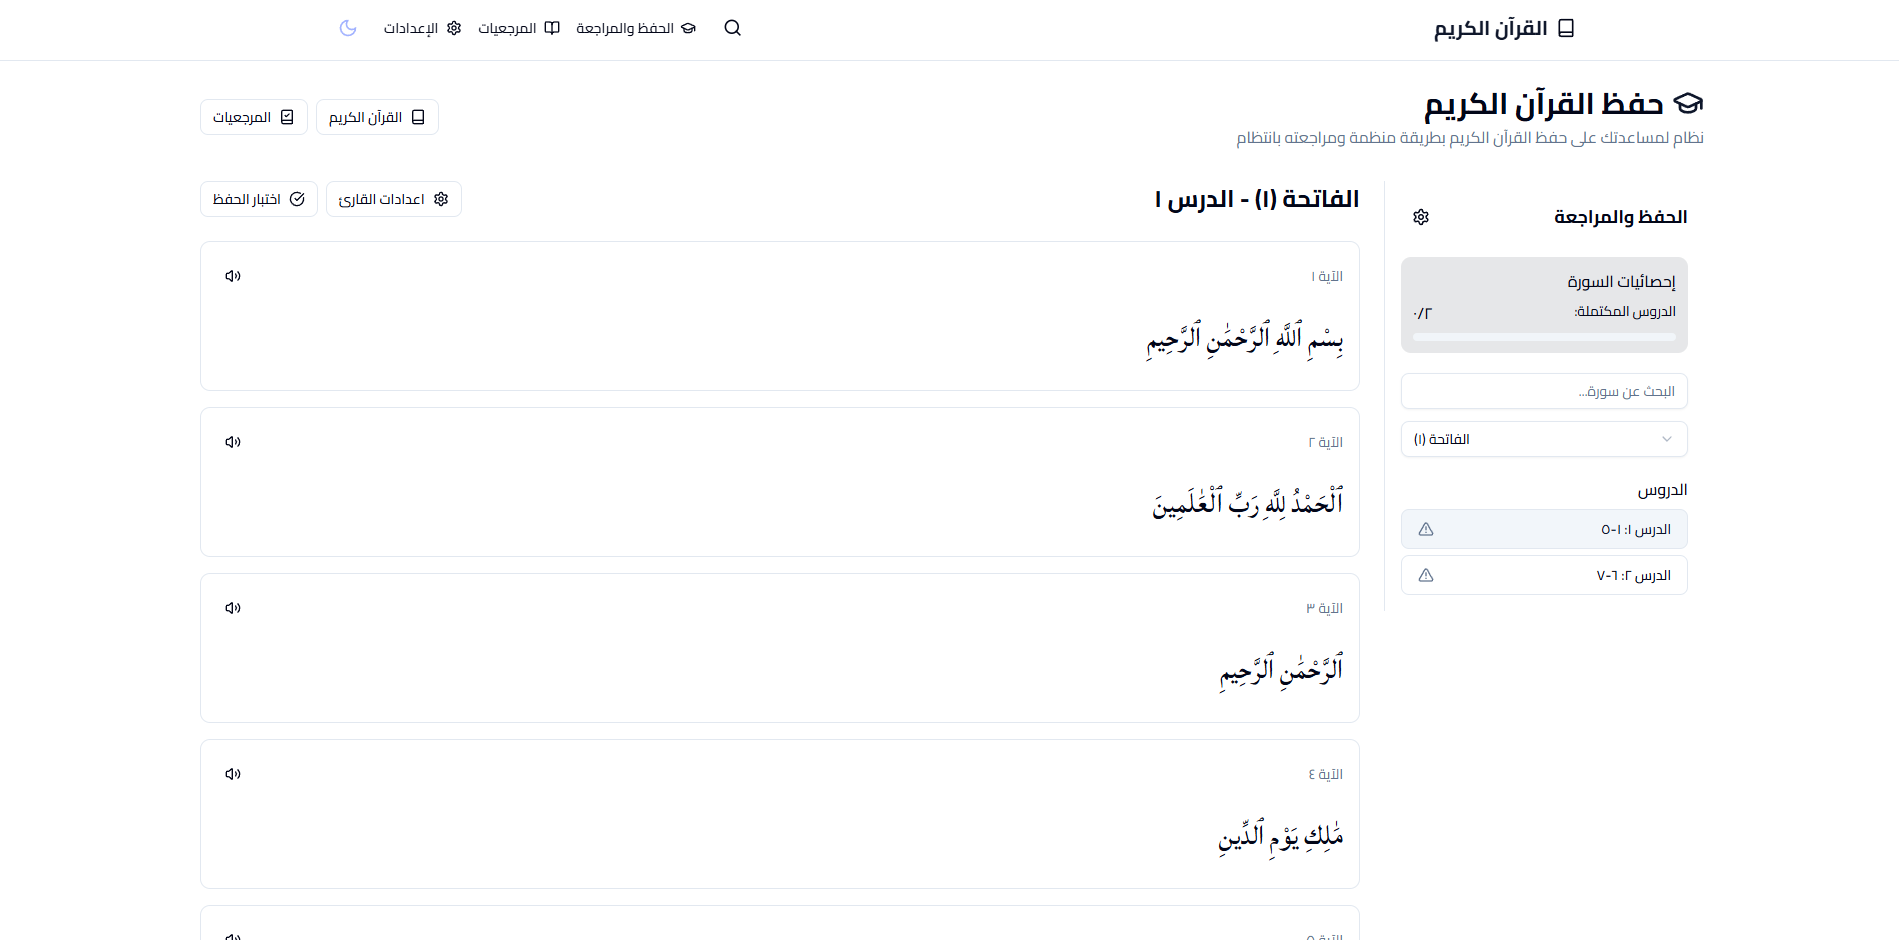 القرآن الكريم
الحفظ والمراجعة
المرجعيات
الإعدادات
حفظ القرآن الكريم
نظام لمساعدتك على حفظ القرآن الكريم بطريقة منظمة ومراجعته بانتظام
القرآن الكريم
المرجعيات
الحفظ والمراجعة
إحصائيات السورة
الدروس المكتملة:
٠/٢
البحث عن سورة...
الفاتحة (١)
الدروس
الدرس ١: ١-٥
الدرس ٢: ٦-٧
الفاتحة (١) - الدرس ١
اعدادات القارئ
اختبار الحفظ
الآية ١
بِسْمِ ٱللَّهِ ٱلرَّحْمَٰنِ ٱلرَّحِيمِ
الآية ٢
ٱلْحَمْدُ لِلَّهِ رَبِّ ٱلْعَٰلَمِينَ
الآية ٣
ٱلرَّحْمَٰنِ ٱلرَّحِيمِ
الآية ٤
مَٰلِكِ يَوْمِ ٱلدِّينِ
الآية ٥